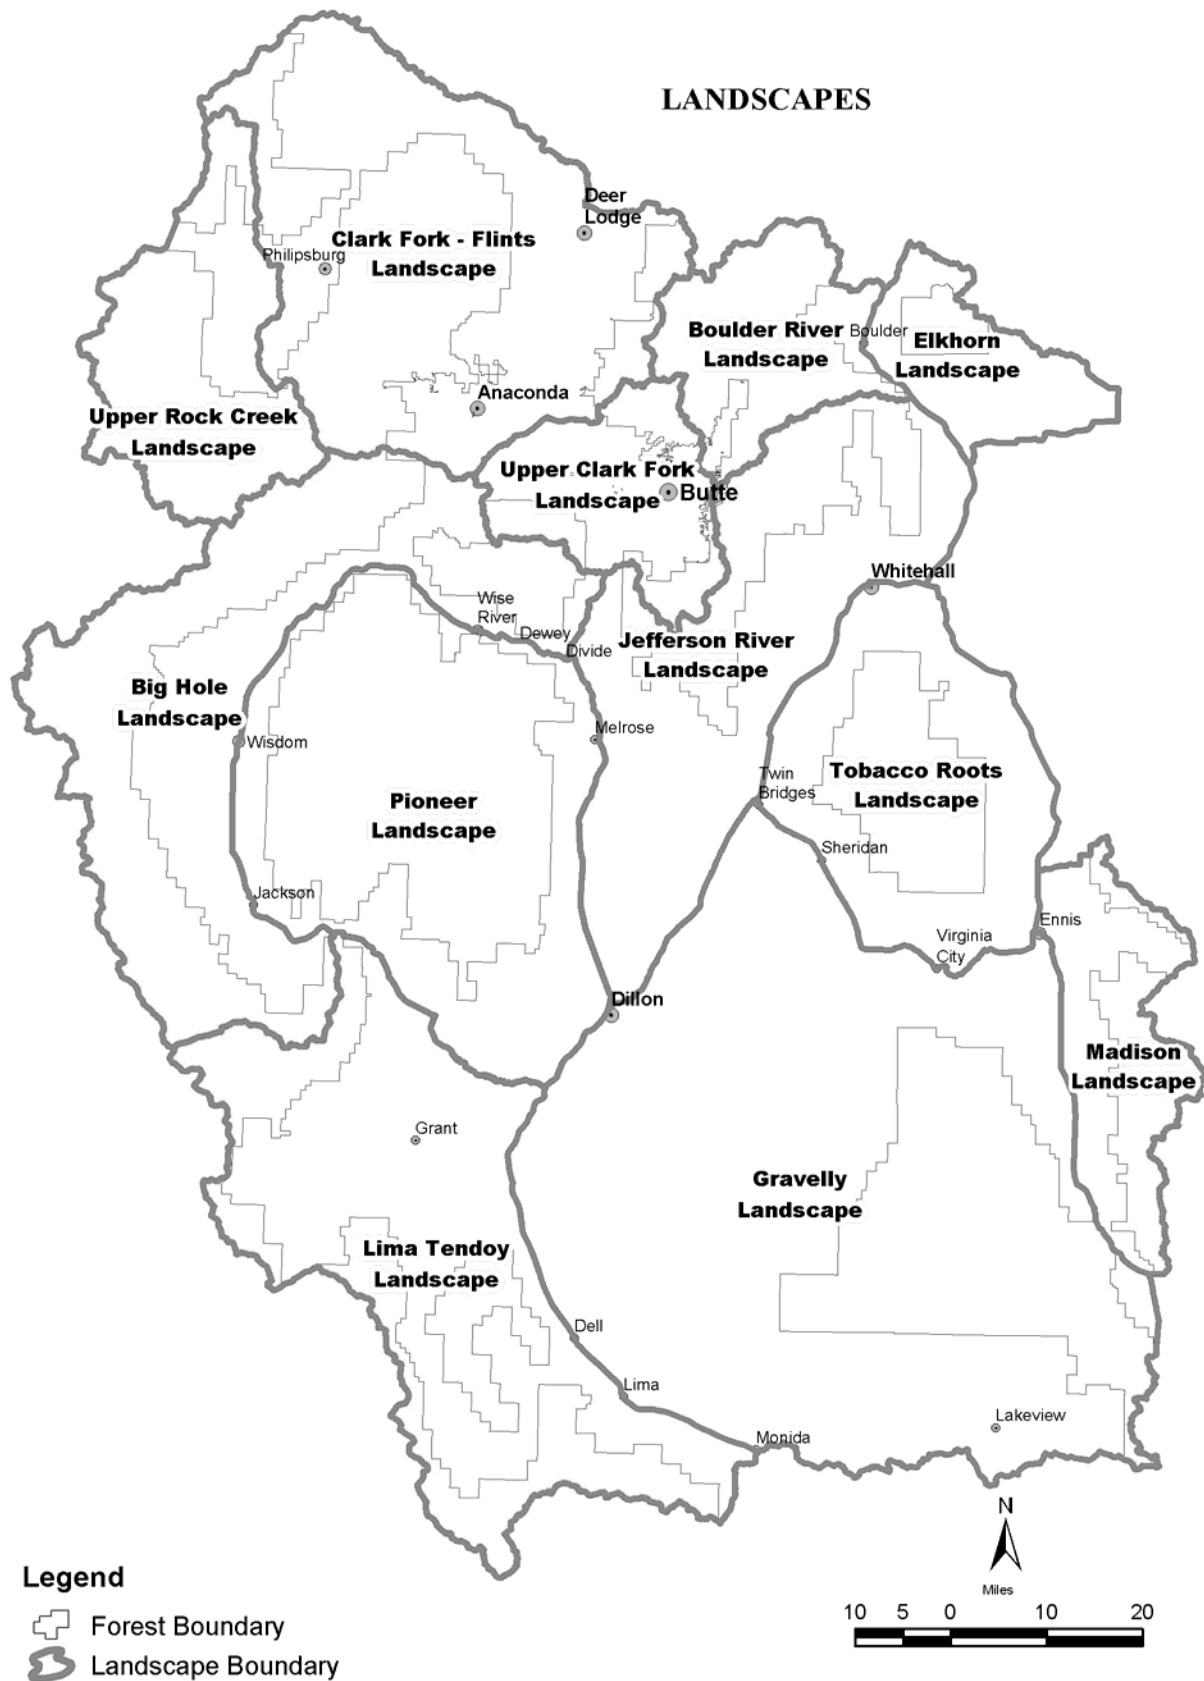 LANDSCAPES
Deer
Lodge
Clark Fork - Flints
Landscape
Philipsburg
Boulder River
Landscape
Boulder
Elkhorn
Landscape
Anaconda
Upper Rock Creek
Landscape
Upper Clark Fork
Landscape
Butte
Whitehall
Wise
River
Dewey
Divide
Jefferson River
Landscape
Big Hole
Landscape
Wisdom
Melrose
Twin
Bridges
Tobacco Roots
Landscape
Pioneer
Landscape
Sheridan
Jackson
Ennis
Virginia
City
Dillon
Madison
Landscape
Grant
Gravelly
Landscape
Lima Tendoy
Landscape
Dell
Lima
Lakeview
Monida
N
Miles
10 5 0 10 20
Legend
Forest Boundary
Landscape Boundary